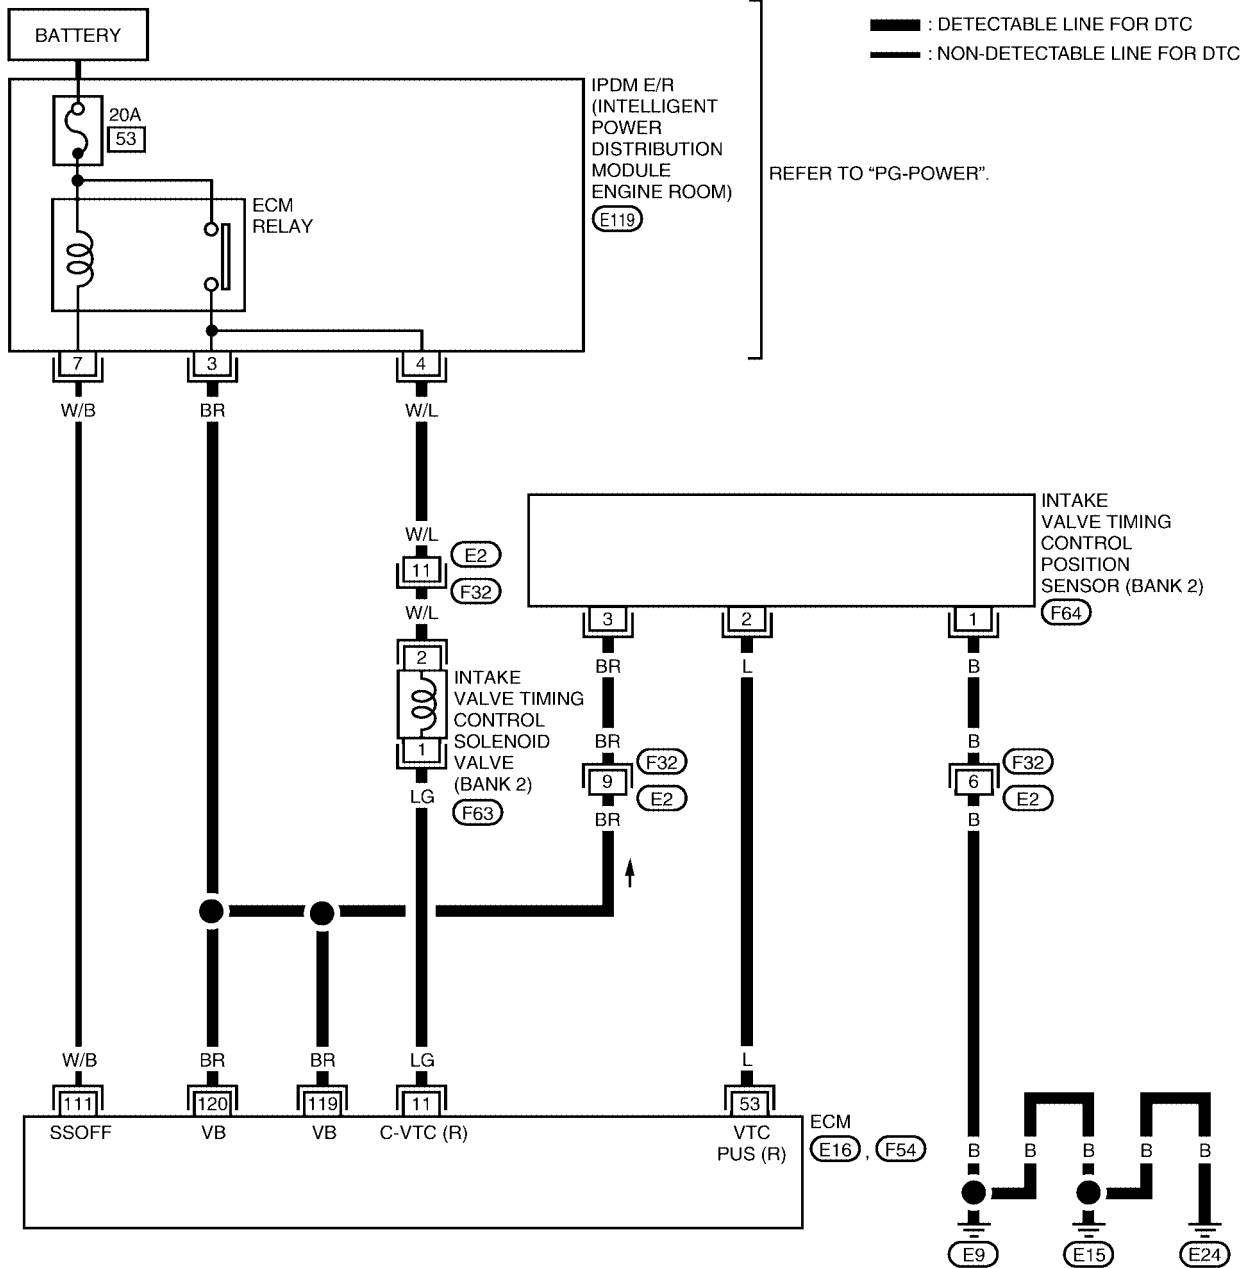 BATTERY
: DETECTABLE LINE FOR DTC
: NON-DETECTABLE LINE FOR DTC
20A
53
IPDM E/R
(INTELLIGENT
POWER
DISTRIBUTION
MODULE
ENGINE ROOM)
E119
REFER TO “PG-POWER”.
ECM
RELAY
7
3
4
W/B
BR
W/L
W/L
11
E2
F32
W/L
2
INTAKE
VALVE TIMING
CONTROL
SOLENOID
VALVE
(BANK 2)
1
F63
LG
INTAKE
VALVE TIMING
CONTROL
POSITION
SENSOR (BANK 2)
F64
3
2
1
BR
L
B
BR
B
9
F32
E2
6
F32
E2
BR
B
W/B
BR
BR
LG
L
111
120
119
11
53
SSOFF
VB
VB
C-VTC (R)
VTC
PUS (R)
ECM
E16 , F54
B
B
B
B
B
E9
E15
E24